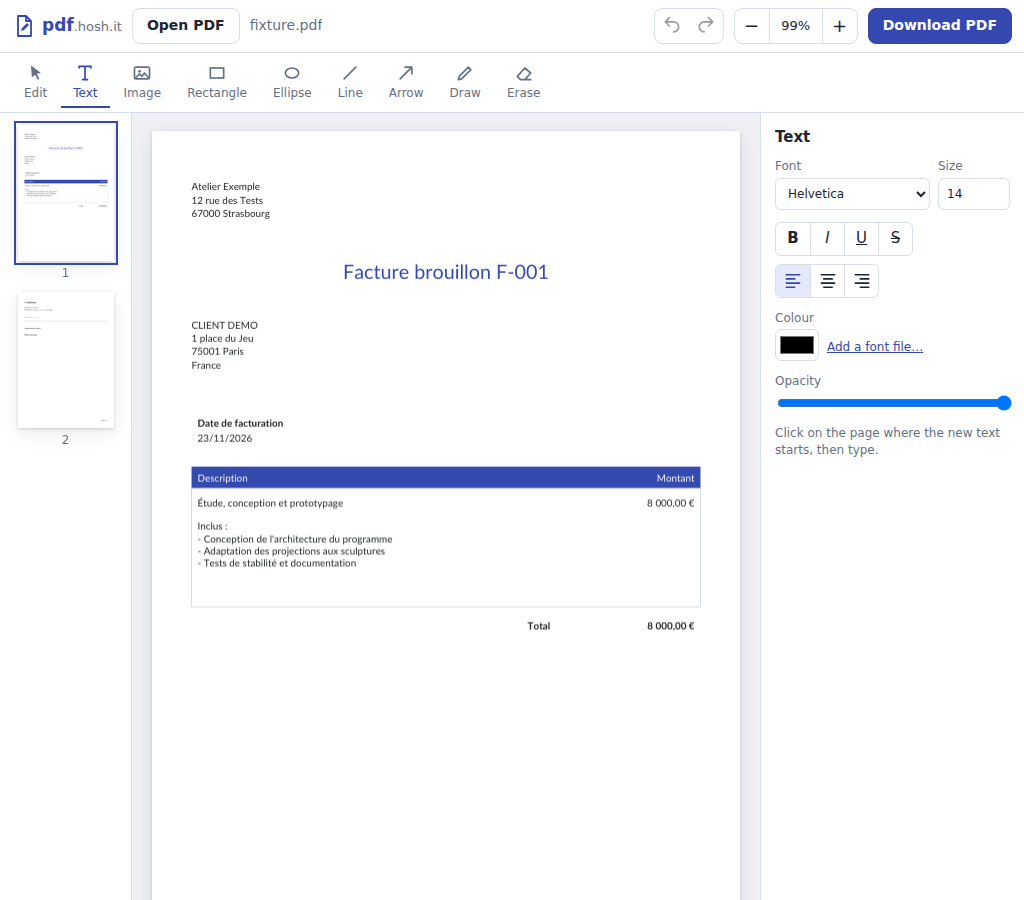 pdf.hosh.it
Open PDF
fixture.pdf
99%
Download PDF
Edit
Text
Image
Rectangle
Ellipse
Line
Arrow
Draw
Erase
1
2
Atelier Exemple
12 rue des Tests
67000 Strasbourg
Facture brouillon F-001
CLIENT DEMO
1 place du Jeu
75001 Paris
France
Date de facturation
23/11/2026
Description Montant
Étude, conception et prototypage 8 000,00 €
Inclus :
- Conception de l'architecture du programme
- Adaptation des projections aux sculptures
- Tests de stabilité et documentation
Total 8 000,00 €
Text
Font Size
Helvetica 14
B I U S
Colour
Add a font file…
Opacity
Click on the page where the new text
starts, then type.